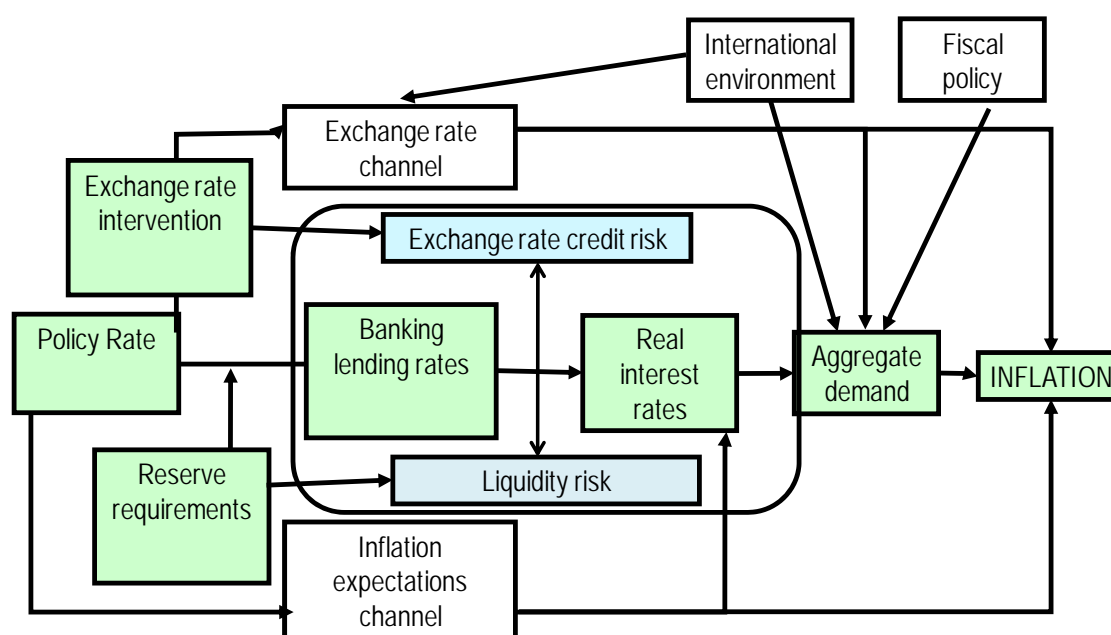 International
environment
Fiscal
policy
Exchange rate
channel
Exchange rate
intervention
Exchange rate credit risk
Policy Rate
Banking
lending rates
Real
interest
rates
Aggregate
demand
INFLATION
Reserve
requirements
Liquidity risk
Inflation
expectations
channel